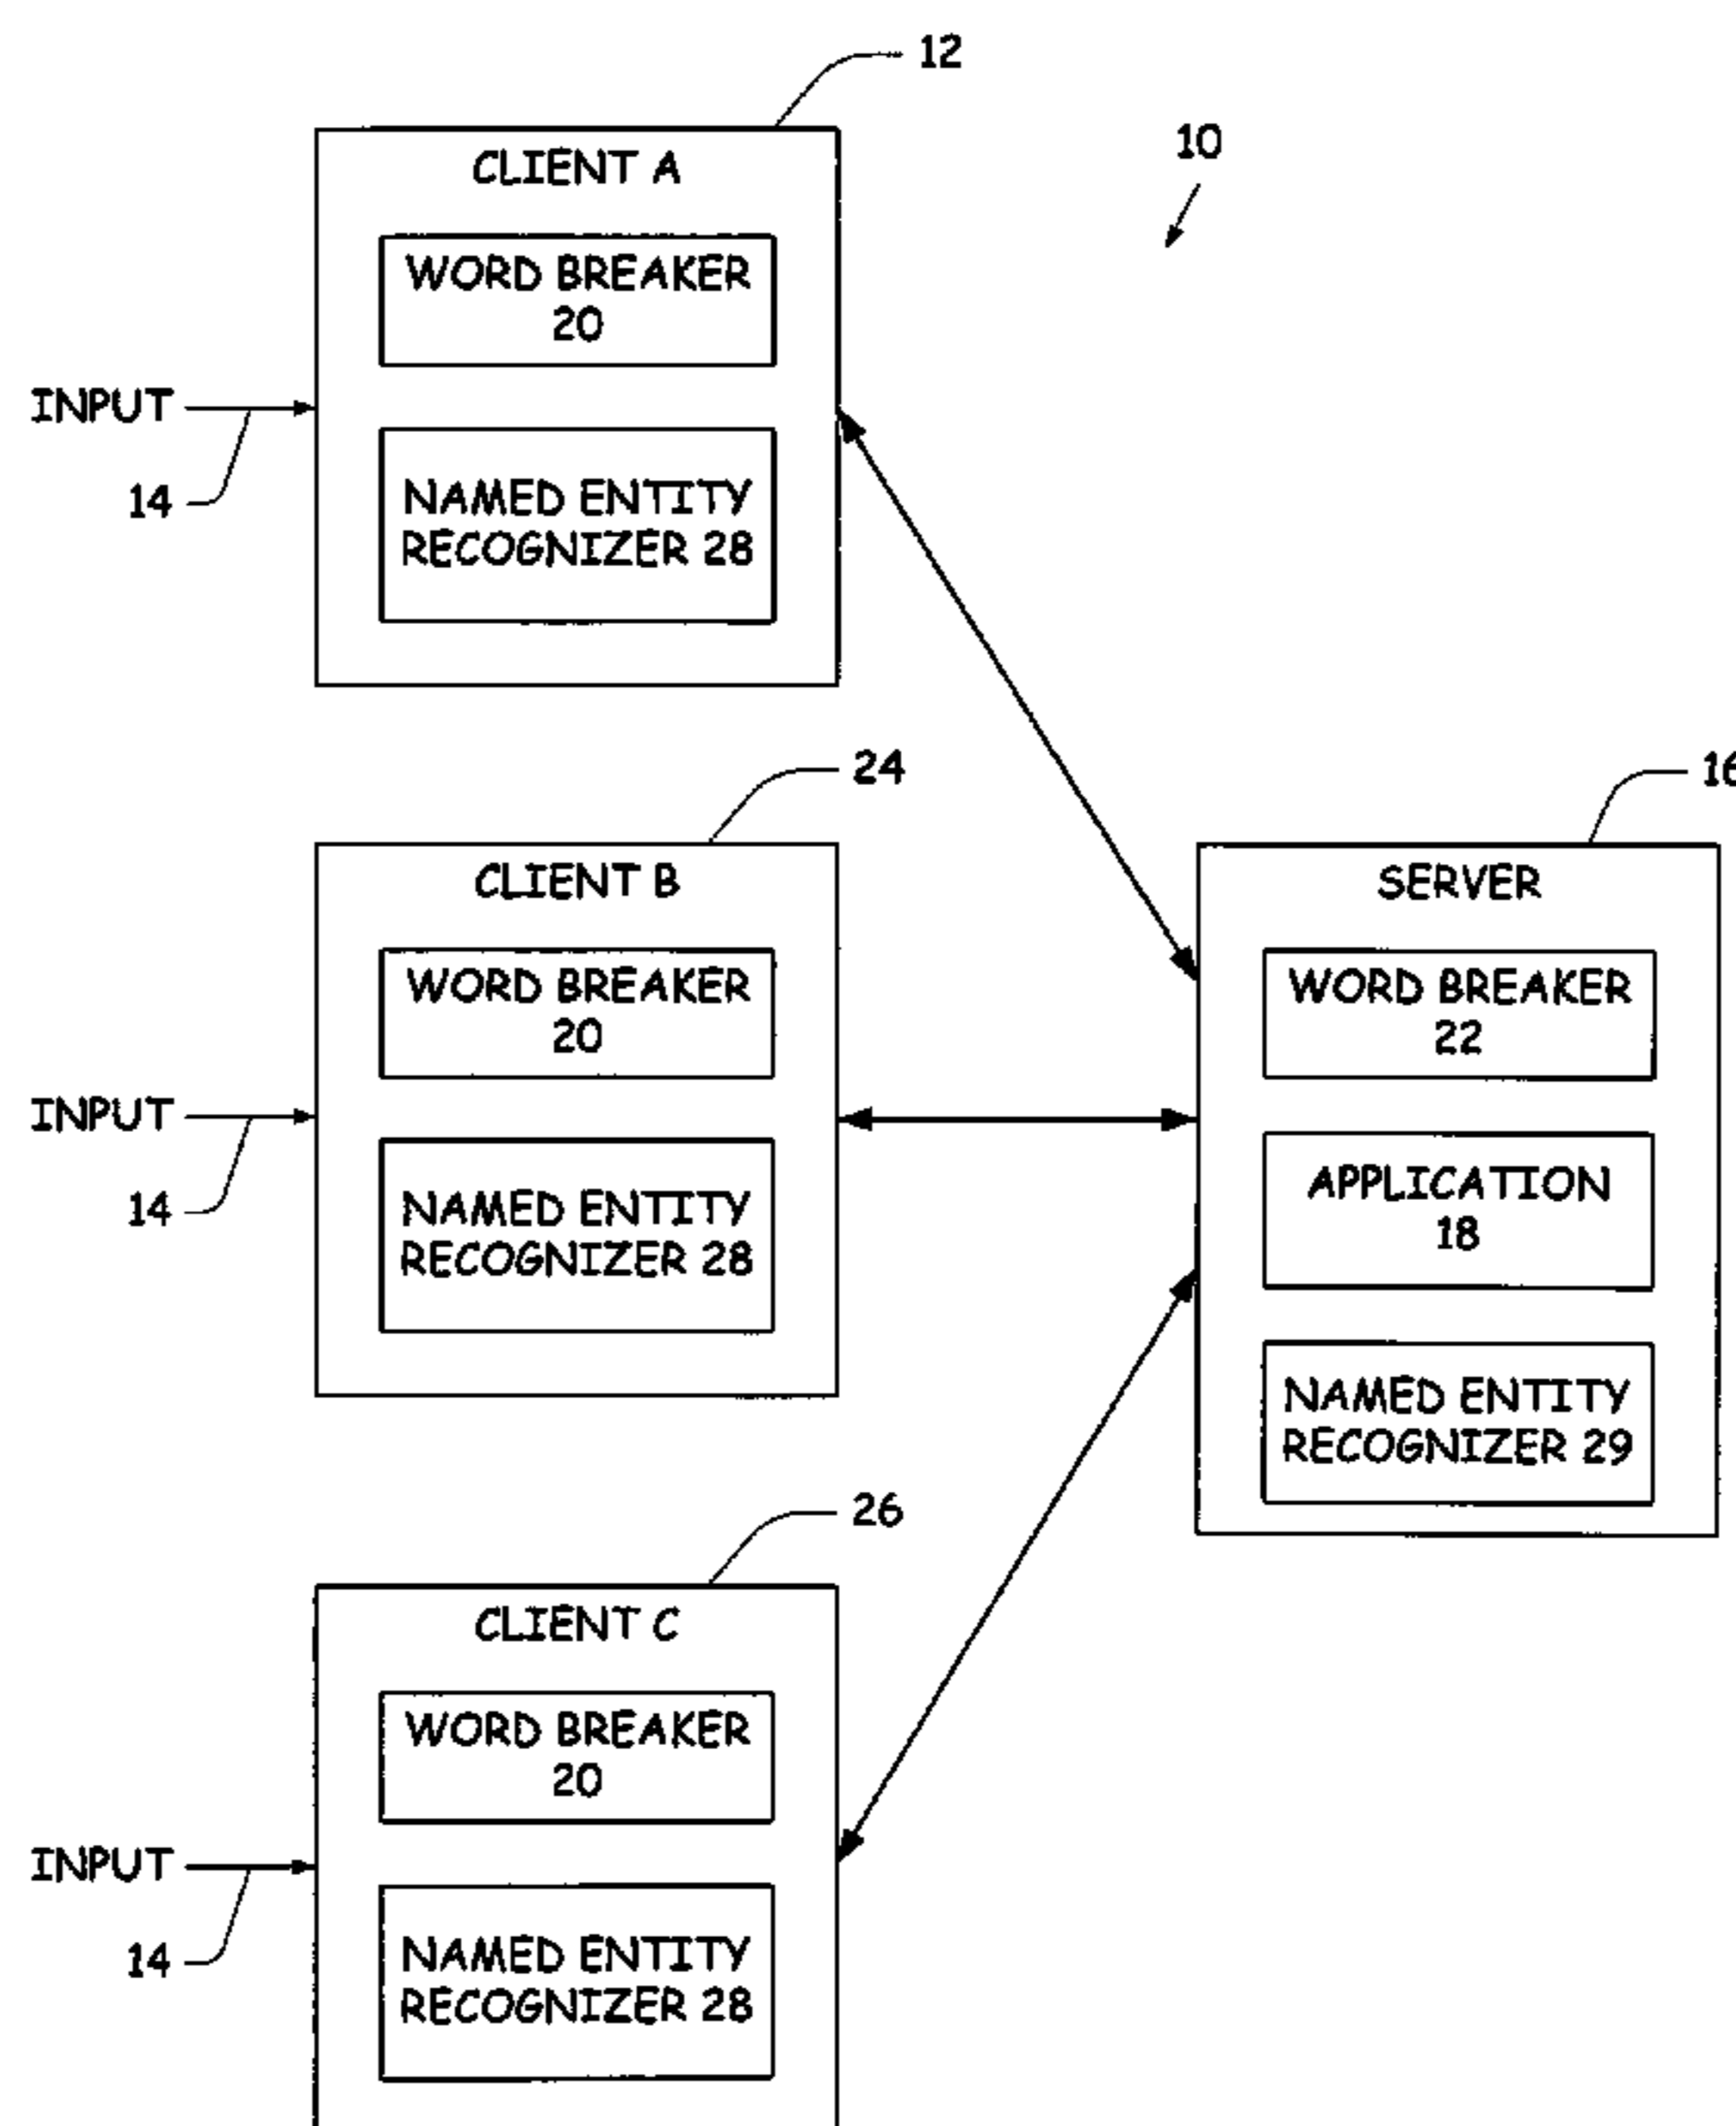 12
10
CLIENT A
WORD BREAKER
20
INPUT
14
NAMED ENTITY
RECOGNIZER 28
24
16
CLIENT B
WORD BREAKER
20
INPUT
14
NAMED ENTITY
RECOGNIZER 28
SERVER
WORD BREAKER
22
APPLICATION
18
NAMED ENTITY
RECOGNIZER 29
26
CLIENT C
WORD BREAKER
20
INPUT
14
NAMED ENTITY
RECOGNIZER 28